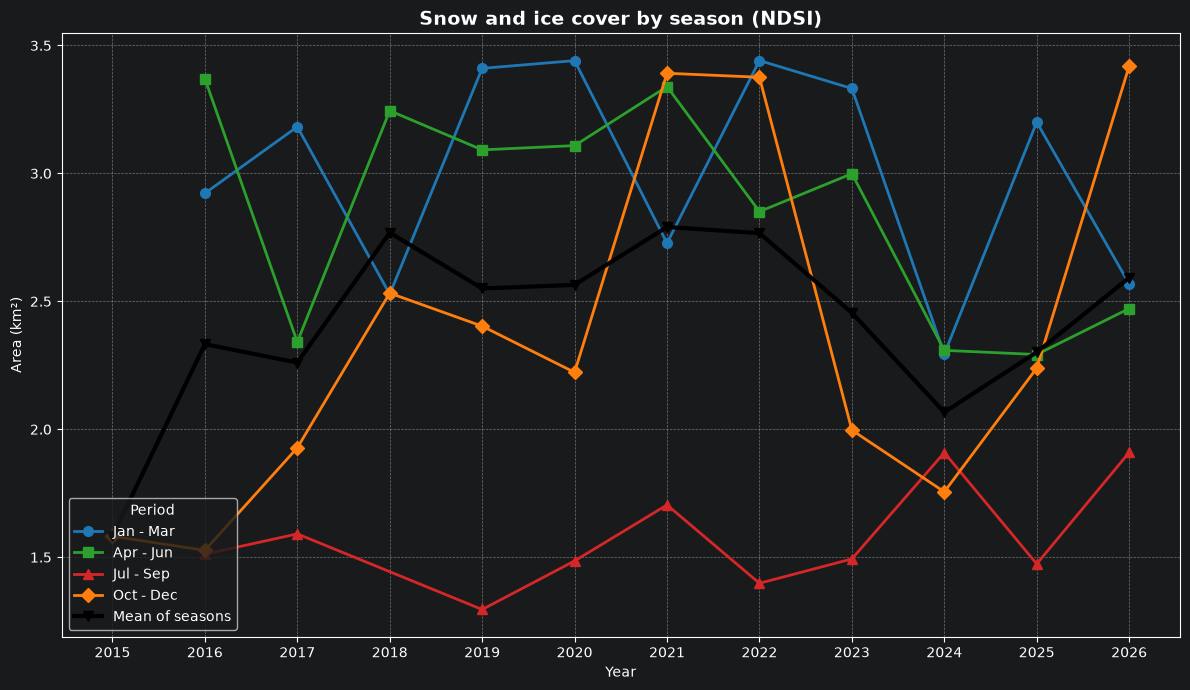 Snow and ice cover by season (NDSI)
3.5
3.0
2.5
2.0
1.5
Area (km²)
Period
Jan - Mar
Apr - Jun
Jul - Sep
Oct - Dec
Mean of seasons
2015 2016 2017 2018 2019 2020 2021 2022 2023 2024 2025 2026
Year